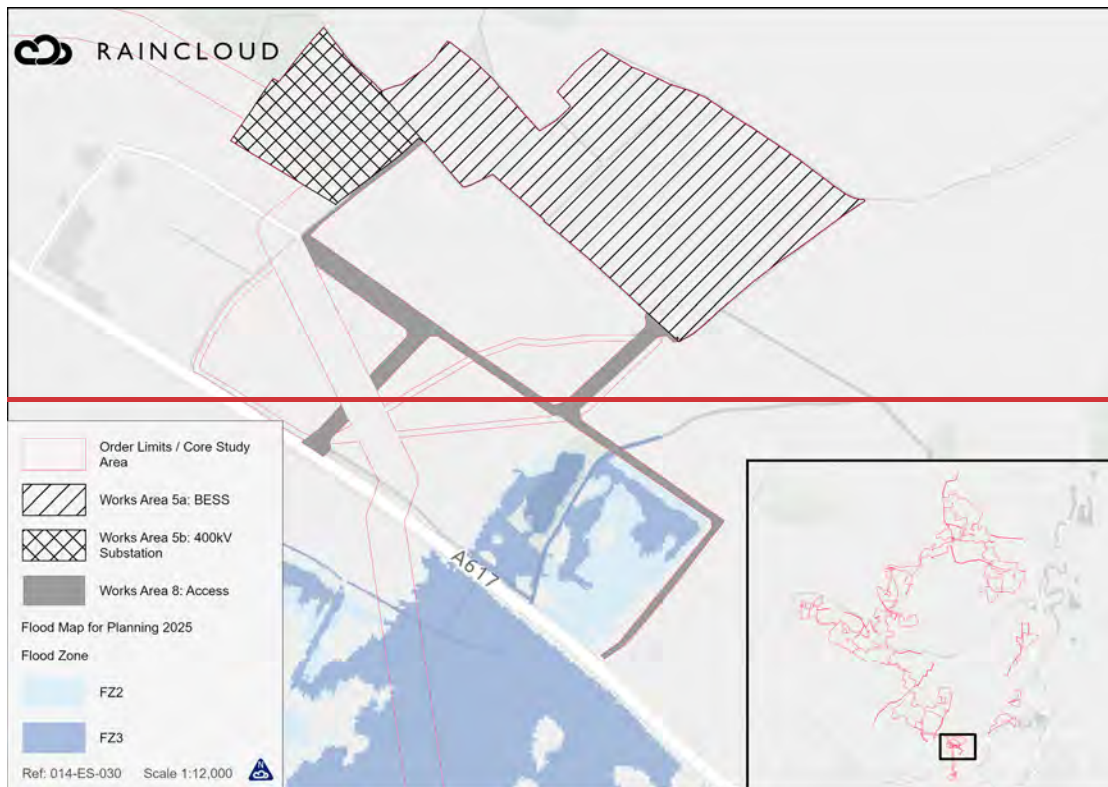 RAINCLOUD
A617
Order Limits / Core Study
Area
Works Area 5a: BESS
Works Area 5b: 400kV
Substation
Works Area 8: Access
Flood Map for Planning 2025
Flood Zone
FZ2
FZ3
Ref: 014-ES-030 Scale 1:12,000
N